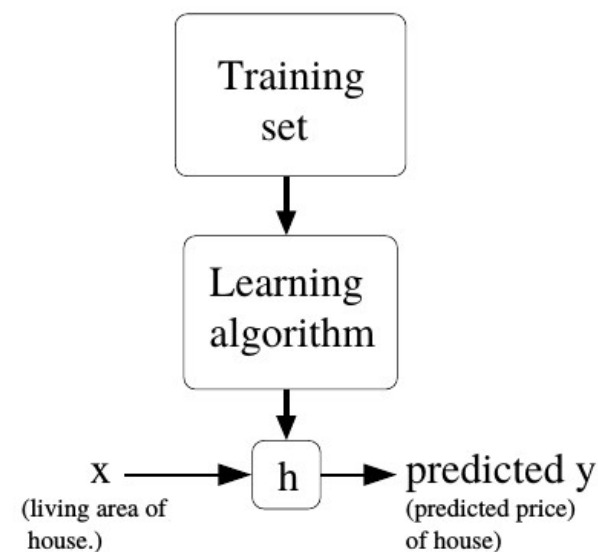 Training
set
Learning
algorithm
x
h
predicted y
(living area of
house.)
(predicted price)
of house)